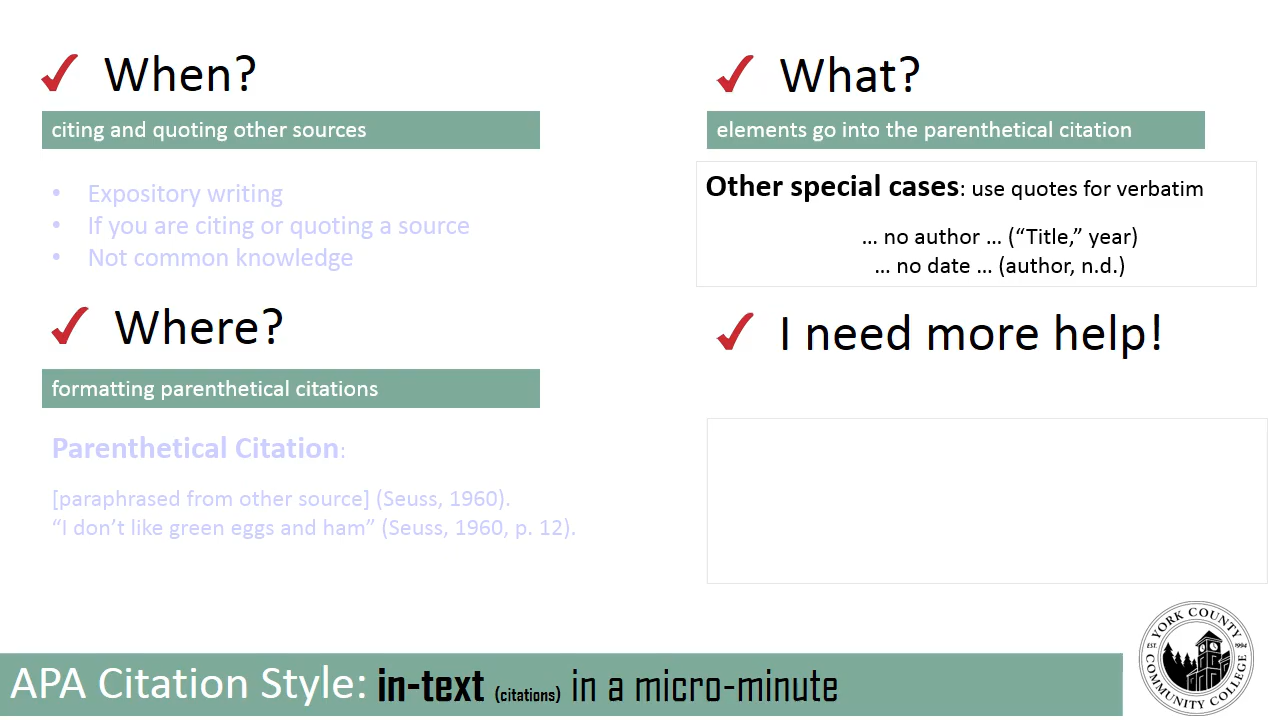 When?
citing and quoting other sources
• Expository writing
• If you are citing or quoting a source
• Not common knowledge
Where?
formatting parenthetical citations
Parenthetical Citation:
[paraphrased from other source] (Seuss, 1960).
“I don’t like green eggs and ham” (Seuss, 1960, p. 12).
What?
elements go into the parenthetical citation
Other special cases: use quotes for verbatim
… no author … (“Title,” year)
… no date … (author, n.d.)
I need more help!
APA Citation Style: in-text (citations) in a micro-minute
YORK COUNTY
EST. 1994
COMMUNITY COLLEGE